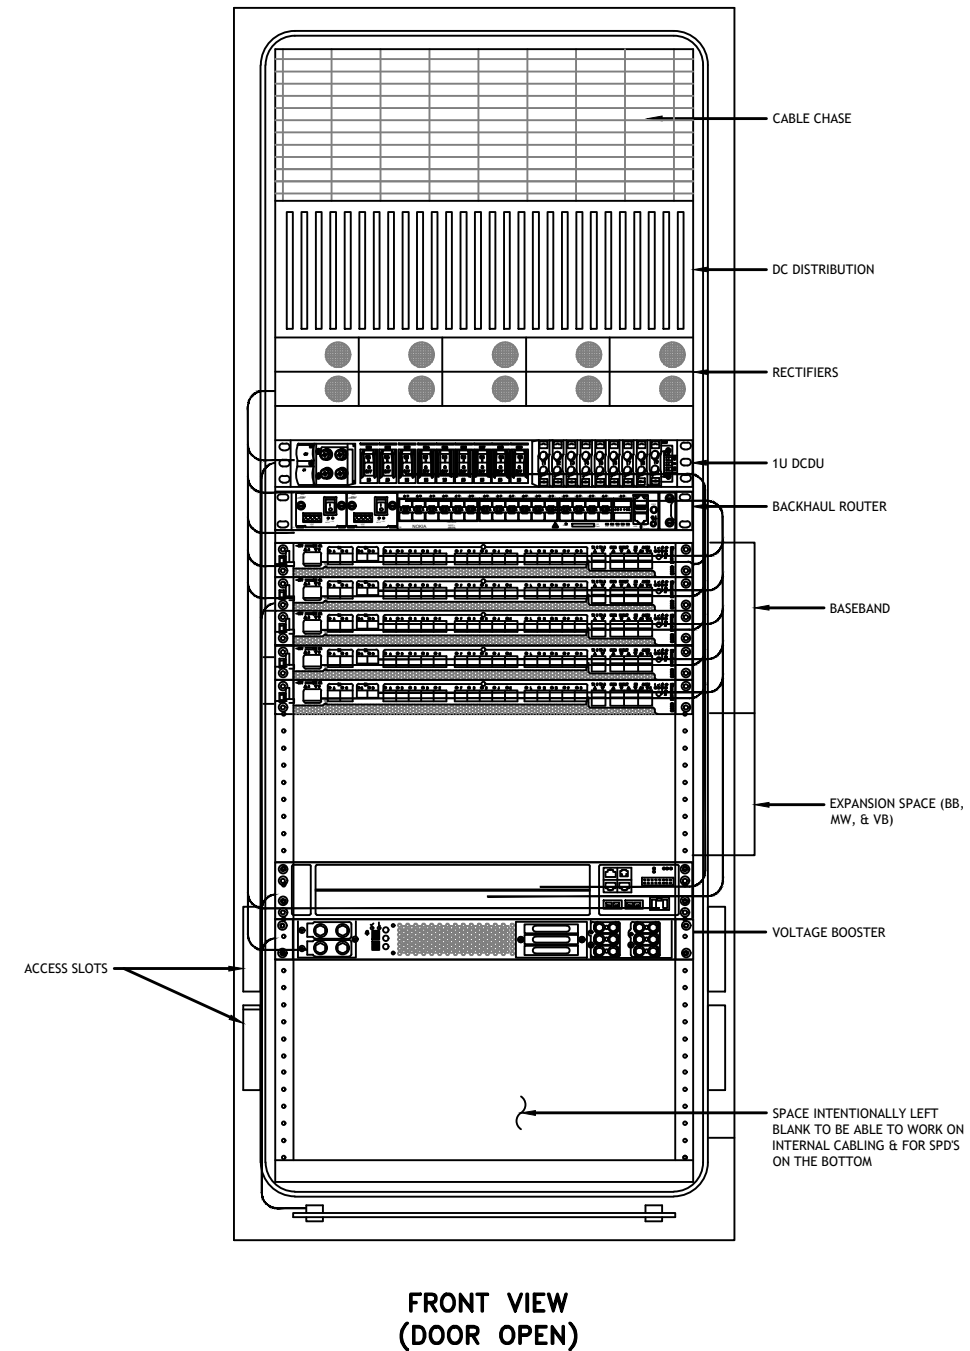 CABLE CHASE
DC DISTRIBUTION
RECTIFIERS
1U DCDU
BACKHAUL ROUTER
NOKIA
BASEBAND
EXPANSION SPACE (BB,
MW, & VB)
VOLTAGE BOOSTER
ACCESS SLOTS
SPACE INTENTIONALLY LEFT
BLANK TO BE ABLE TO WORK ON
INTERNAL CABLING & FOR SPD'S
ON THE BOTTOM
FRONT VIEW
(DOOR OPEN)